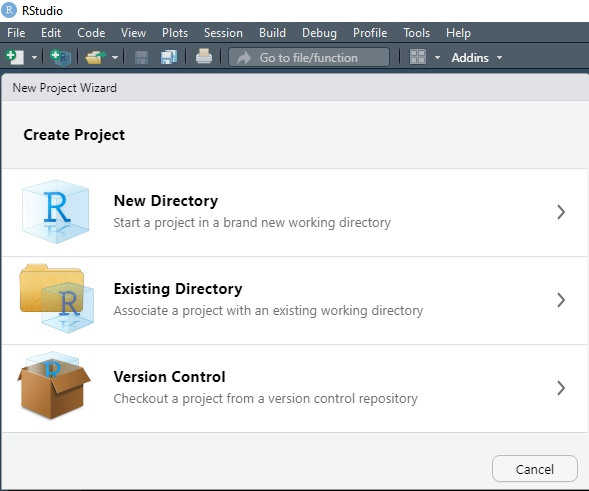 RStudio
File Edit Code View Plots Session Build Debug Profile Tools Help
Go to file/function Addins
New Project Wizard
Create Project
R
New Directory
Start a project in a brand new working directory
R
Existing Directory
Associate a project with an existing working directory
R
Version Control
Checkout a project from a version control repository
Cancel